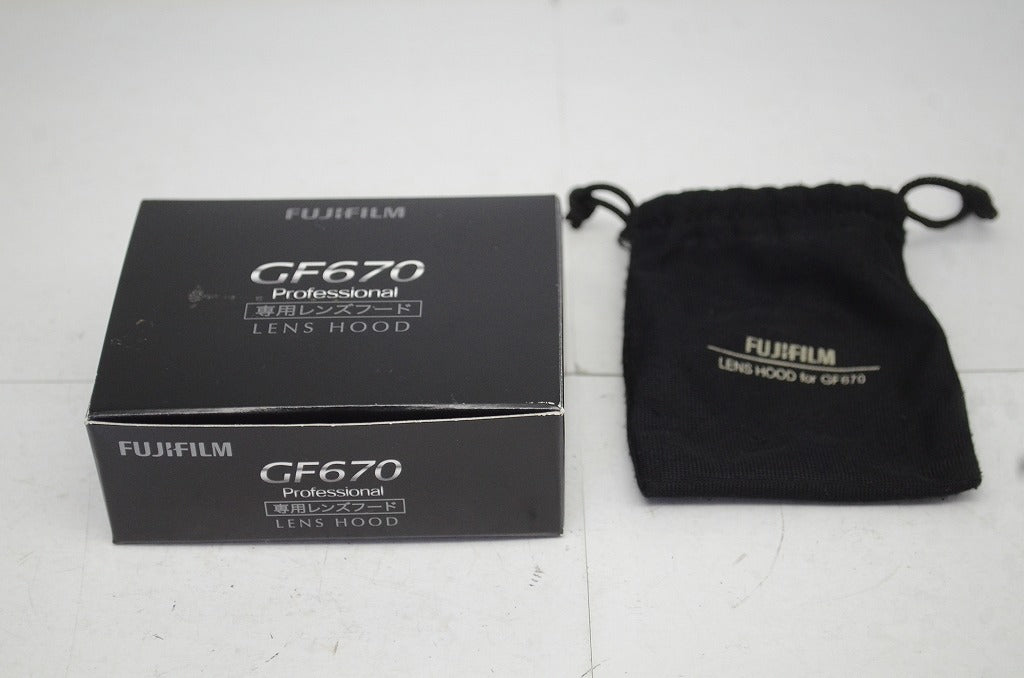 FUJIFILM
GF670
Professional
専用レンズフード
LENS HOOD
FUJIFILM
GF670
Professional
専用レンズフード
LENS HOOD
FUJIFILM
LENS HOOD for GF670